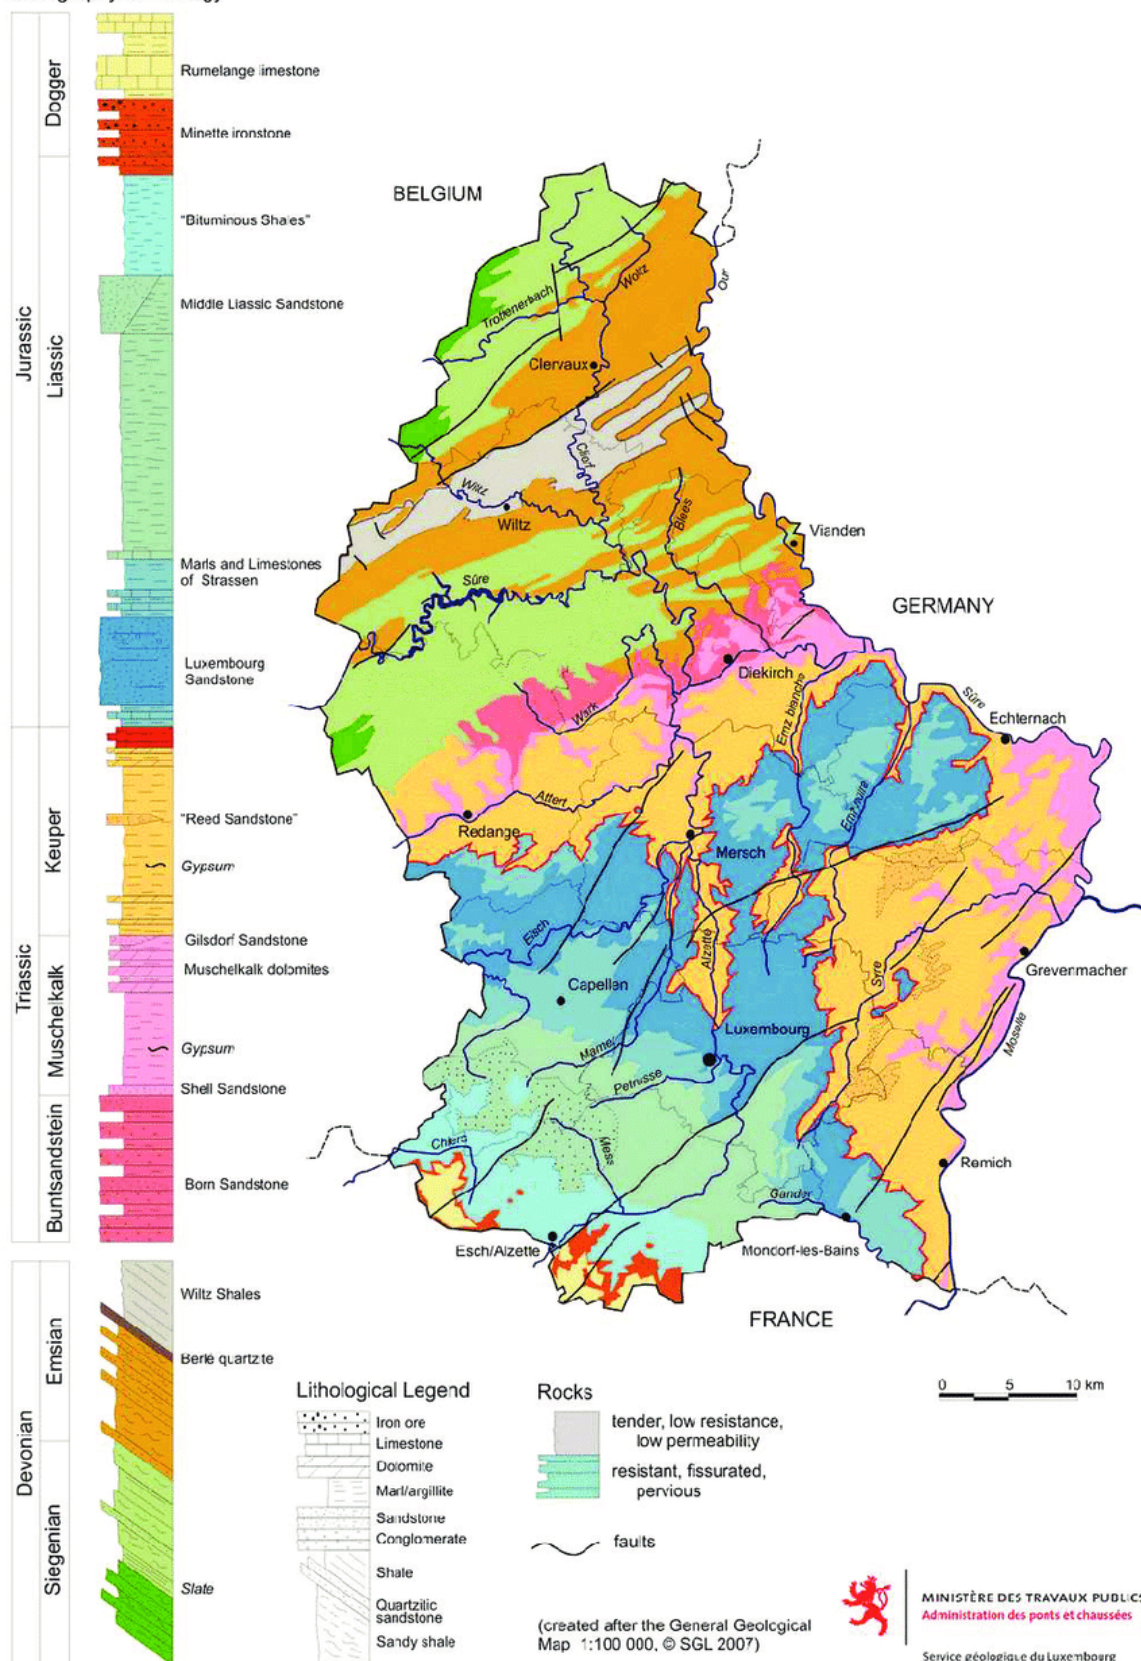 Dogger
Rumelange limestone
Minette ironstone
Jurassic
Liassic
"Bituminous Shales"
Middle Liassic Sandstone
Marls and Limestones
of Strassen
Luxembourg
Sandstone
Triassic
Keuper
"Reed Sandstone"
Gypsum
Gilsdorf Sandstone
Muschelkalk
Muschelkalk dolomites
Gypsum
Shell Sandstone
Buntsandstein
Born Sandstone
Devonian
Emsian
Wiltz Shales
Berlé quartzite
Siegenian
Slate
BELGIUM
Our
Woltz
Trottenerbach
Clervaux
Clerf
Wiltz
Wiltz
Blees
Vianden
Sûre
GERMANY
Diekirch
Wark
Ernz blanche
Sûre
Echternach
Attert
Redange
Ernz noire
Mersch
Eisch
Alzette
Syre
Grevenmacher
Capellen
Luxembourg
Mamer
Moselle
Petrusse
Chiers
Mess
Remich
Gander
Esch/Alzette
Mondorf-les-Bains
FRANCE
0 5 10 km
Lithological Legend
Iron ore
Limestone
Dolomite
Marl/argillite
Sandstone
Conglomerate
Shale
Quartzitic
sandstone
Sandy shale
Rocks
tender, low resistance,
low permeability
resistant, fissurated,
pervious
faults
(created after the General Geological
Map 1:100 000, © SGL 2007)
MINISTÈRE DES TRAVAUX PUBLICS
Administration des ponts et chaussées
Service géologique du Luxembourg